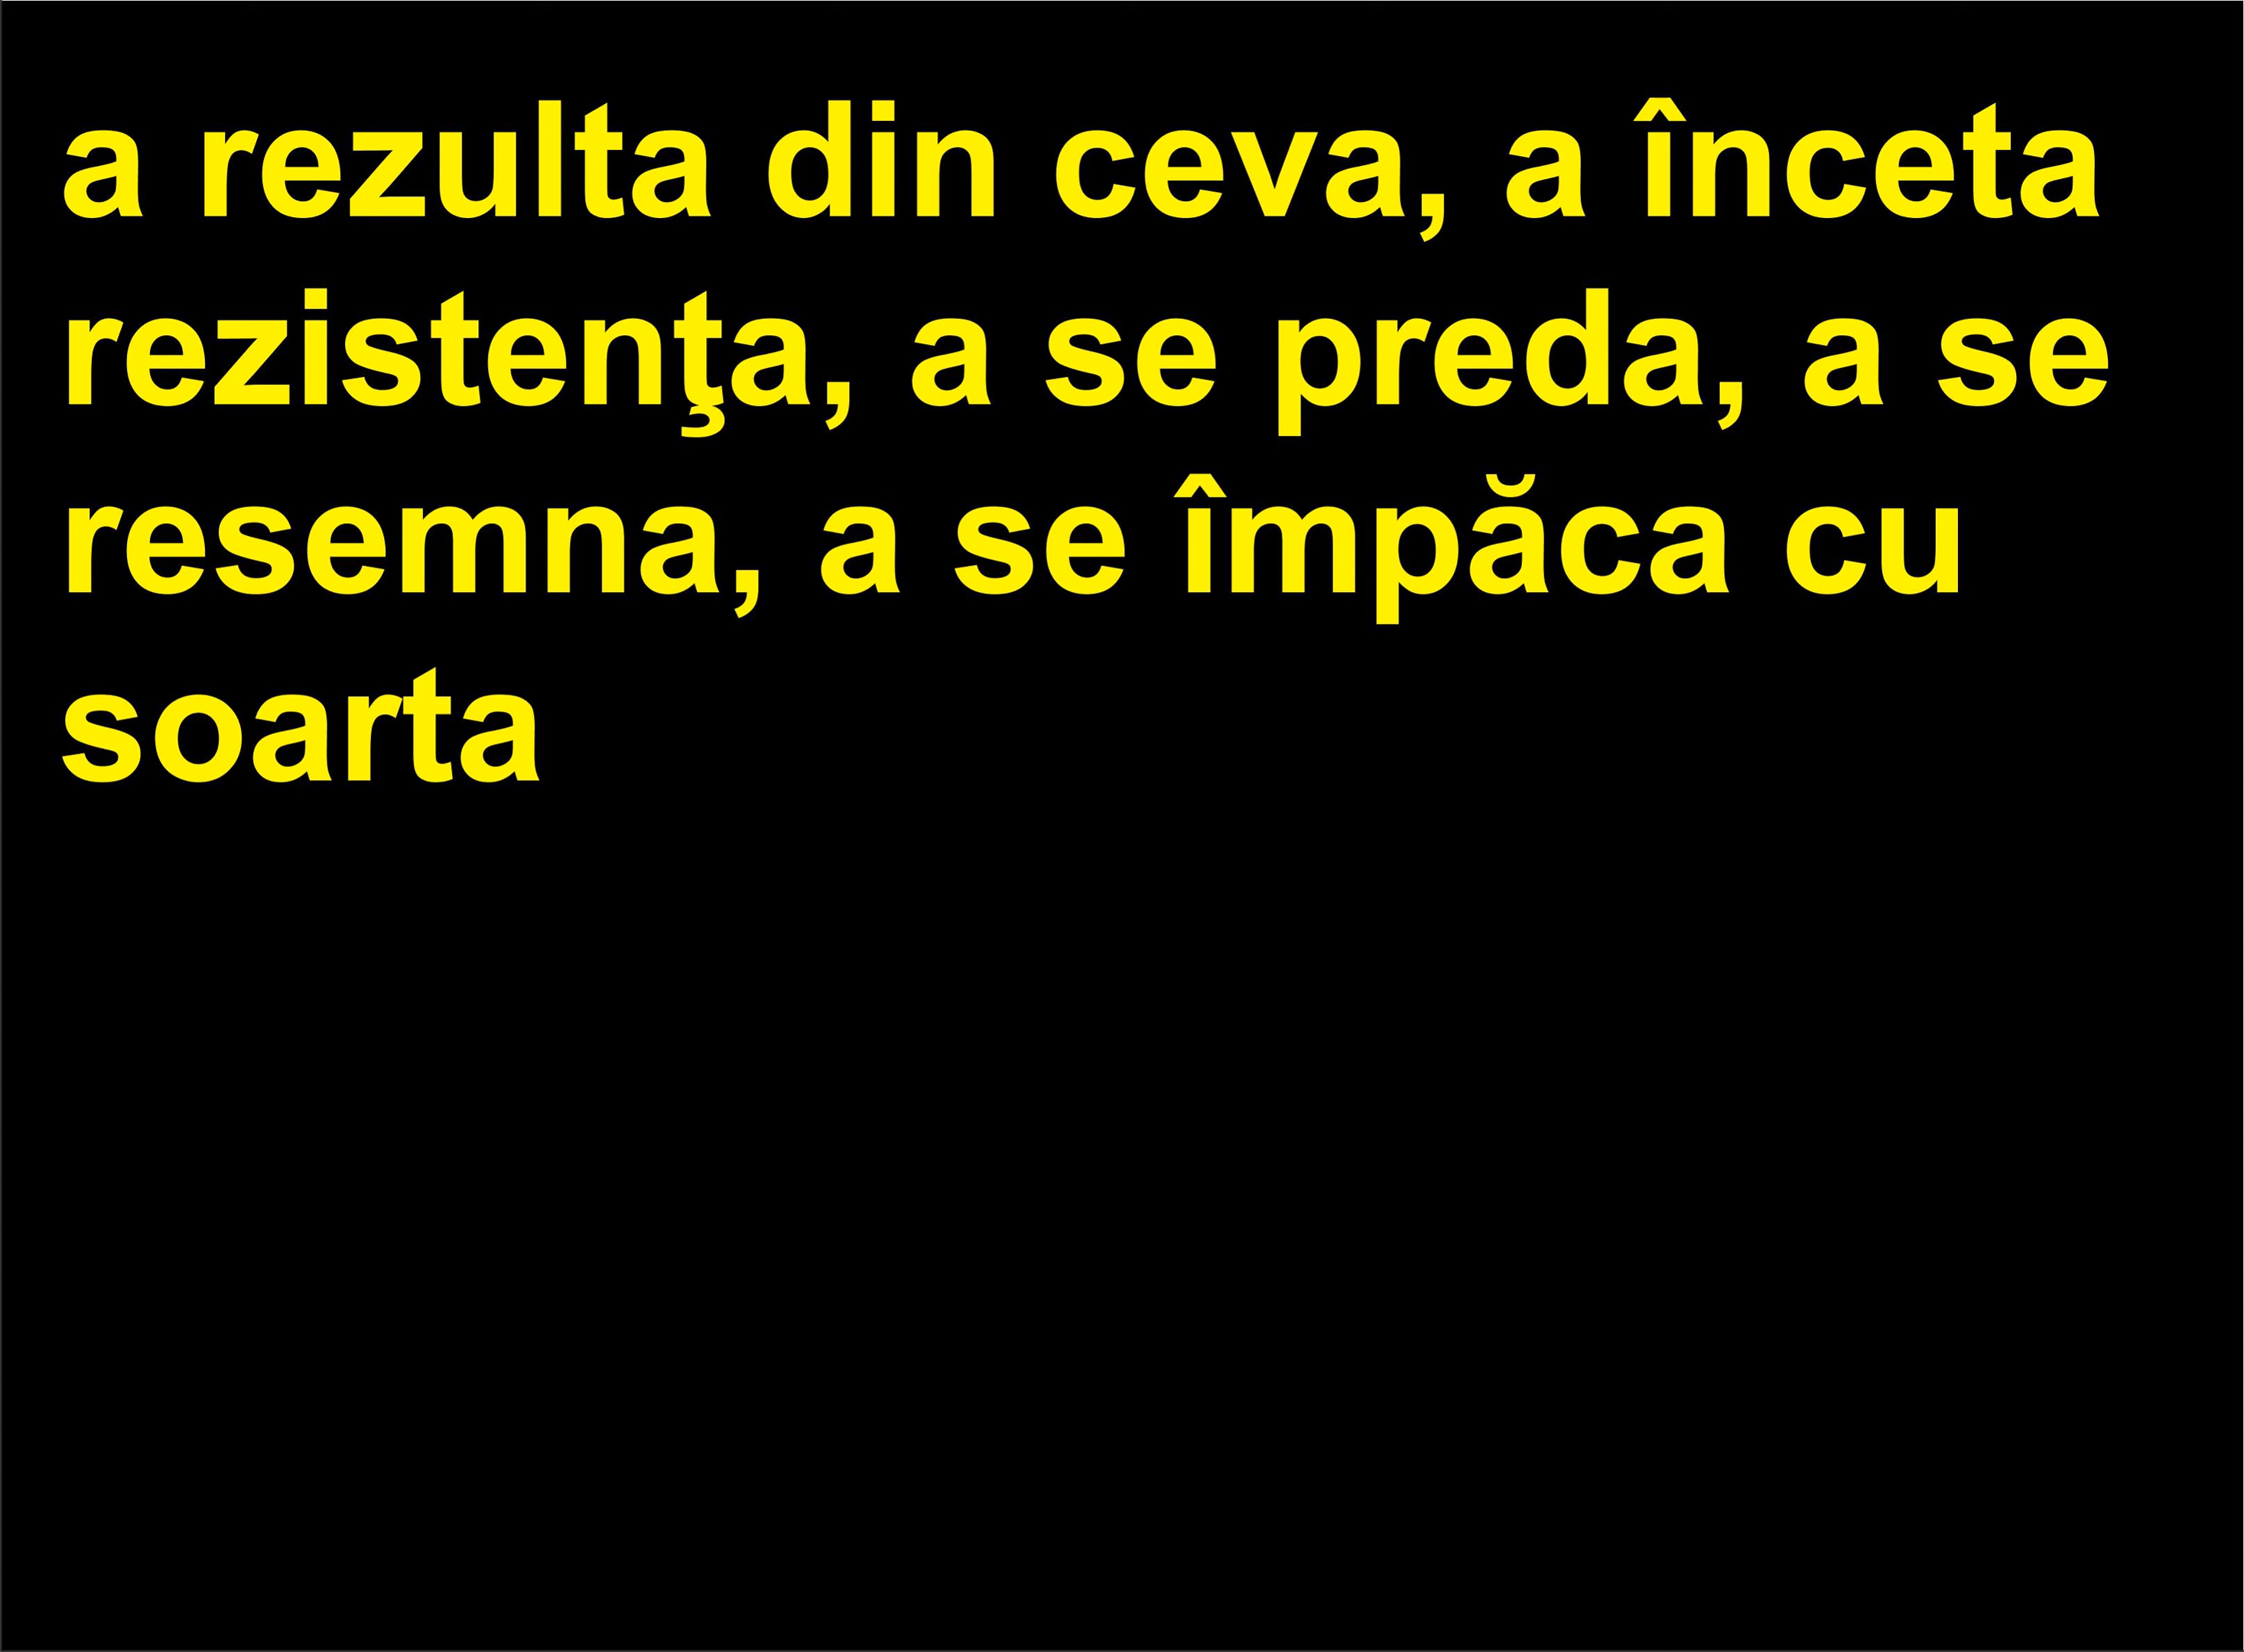 a rezulta din ceva, a înceta
rezistenţa, a se preda, a se
resemna, a se împăca cu
soarta